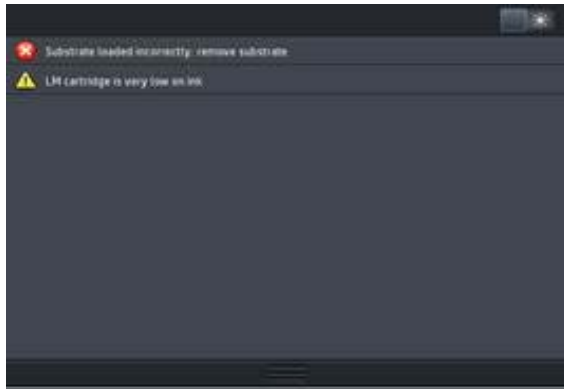 Substrate loaded incorrectly: remove substrate
LM cartridge is very low on ink